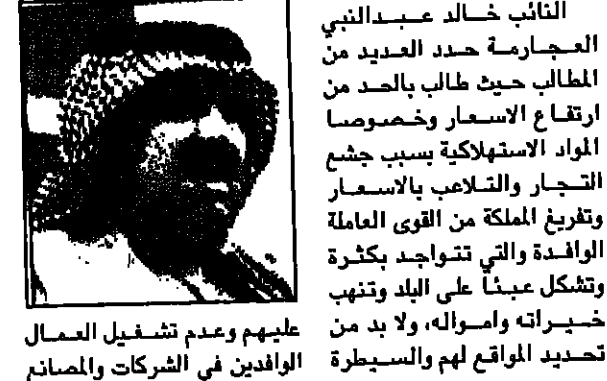 النائب خالد عبدالنبي
العجارمة حدد العديد من
المطالب حيث طالب بالحد من
ارتفاع الاسعار وخصوصا
المواد الاستهلاكية بسبب جشع
التجار والتلاعب بالاسعار
وتفريغ المملكة من القوى العاملة
الوافدة والتي تتواجد بكثرة
وتشكل عبئاً على البلد وتنهب
خيراته وامواله، ولا بد من
تحديد المواقع لهم والسيطرة
عليهم وعدم تشغيل العمال
الوافدين في الشركات والمصانع